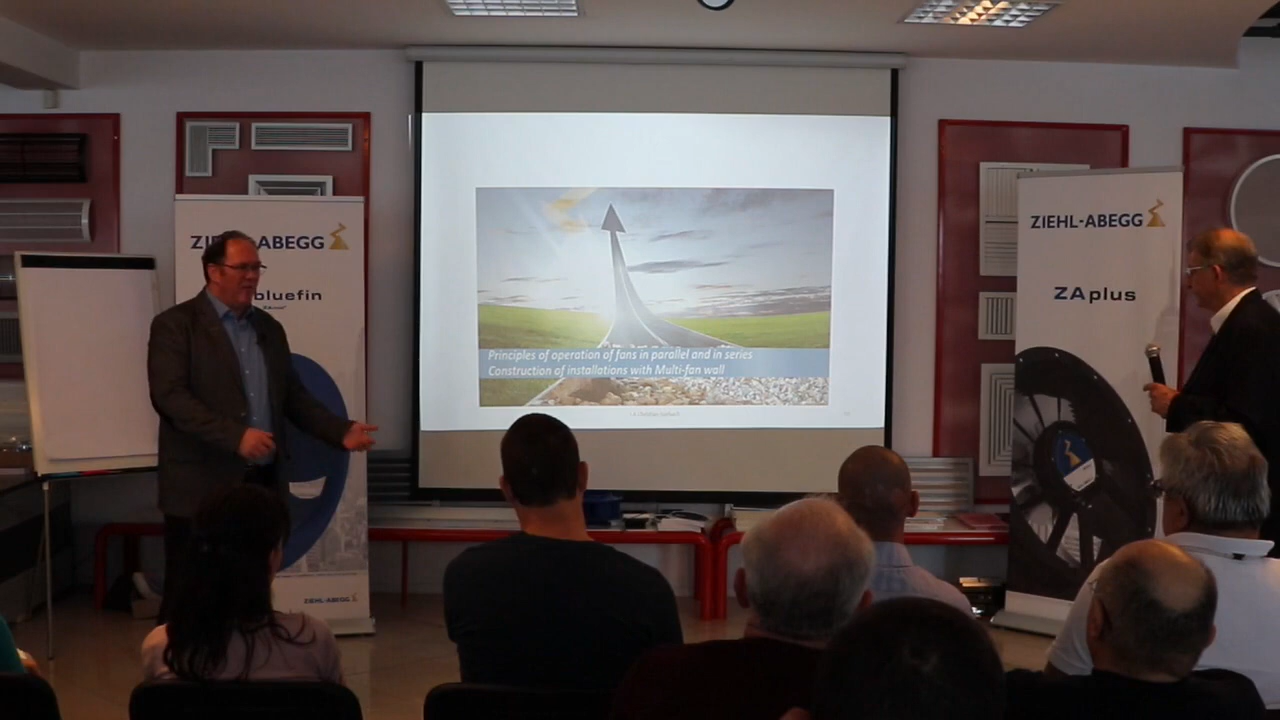 ZIEHL-ABEGG
bluefin
Principles of operation of fans in parallel and in series
Construction of installations with Multi-fan wall
ZIEHL-ABEGG
ZAplus
ZIEHL-ABEGG